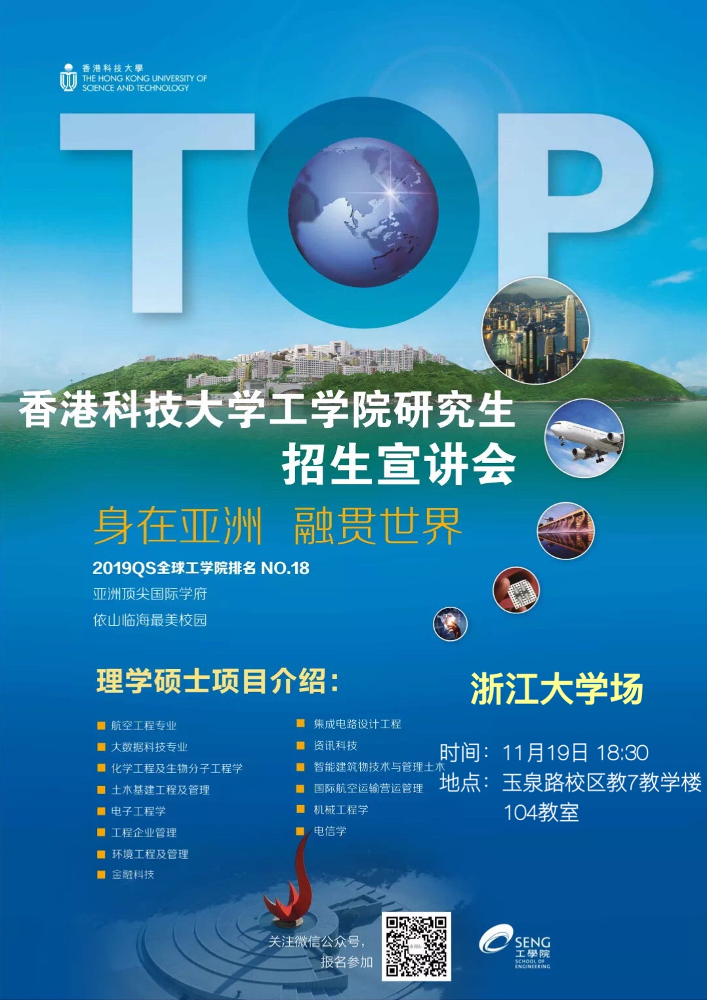 香港科技大學
THE HONG KONG UNIVERSITY OF
SCIENCE AND TECHNOLOGY
TOP
香港科技大学工学院研究生
招生宣讲会
身在亚洲 融贯世界
2019QS全球工学院排名 NO.18
亚洲顶尖国际学府
依山临海最美校园
理学硕士项目介绍：
航空工程专业
大数据科技专业
化学工程及生物分子工程学
土木基建工程及管理
电子工程学
工程企业管理
环境工程及管理
金融科技
集成电路设计工程
资讯科技
智能建筑物技术与管理土木
国际航空运输营运管理
机械工程学
电信学
浙江大学场
时间：11月19日 18:30
地点：玉泉路校区教7教学楼
104教室
关注微信公众号，
报名参加
SENG
工學院
SCHOOL OF
ENGINEERING